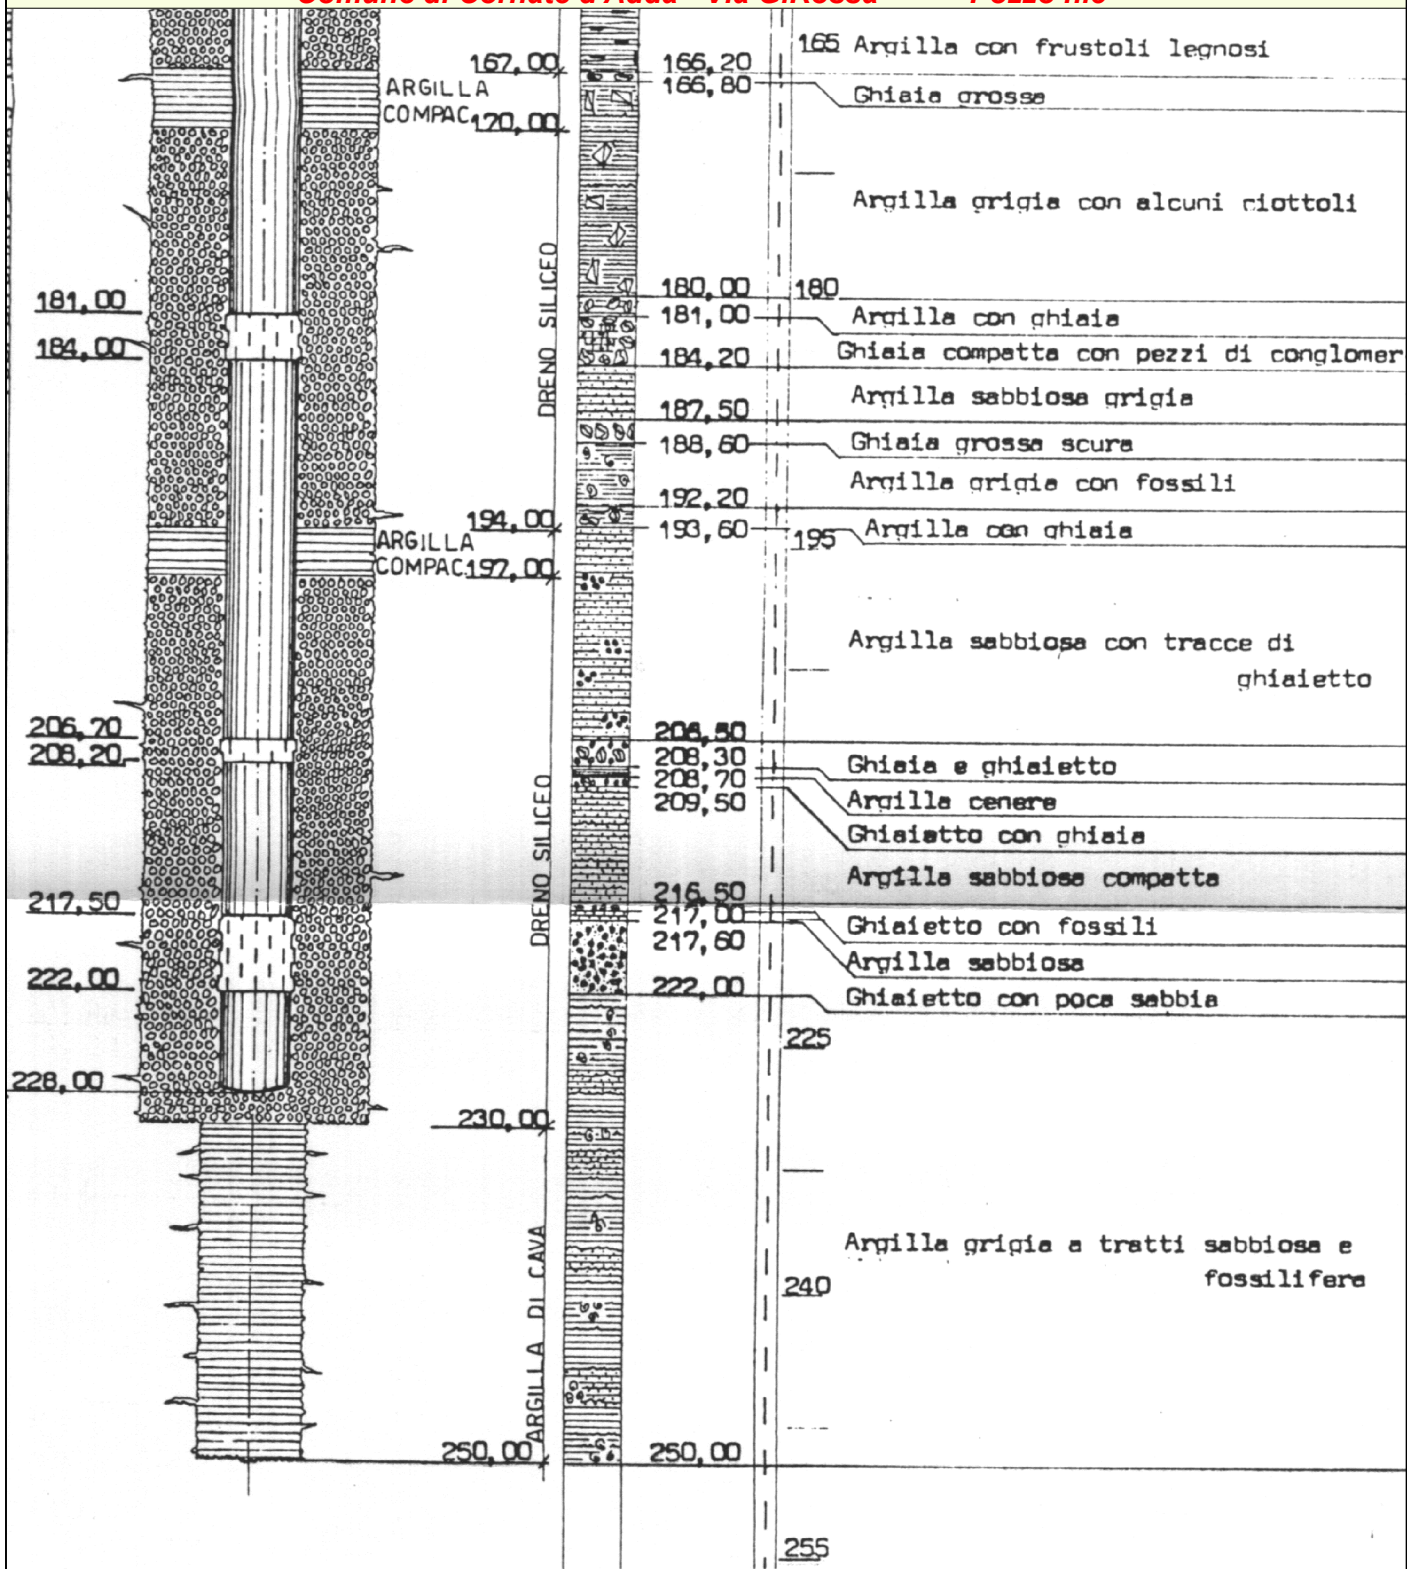 165 Argilla con frustoli legnosi
167,00
166,20
166,80
ARGILLA
COMPAC.
Ghiaia grossa
170,00
Argilla grigia con alcuni ciottoli
DRENO SILICEO
181,00
180,00
180
181,00
Argilla con ghiaia
184,00
184,20
Ghiaia compatta con pezzi di conglomer
Argilla sabbiosa grigia
187,50
188,60
Ghiaia grossa scura
Argilla grigia con fossili
192,20
194,00
193,60
195
Argilla con ghiaia
ARGILLA
COMPAC.
197,00
Argilla sabbiosa con tracce di
ghiaietto
206,70
206,50
208,20
208,30
Ghiaia e ghiaietto
208,70
Argilla cenere
209,50
DRENO SILICEO
Ghiaietto con ghiaia
Argilla sabbiosa compatta
217,50
216,50
217,00
Ghiaietto con fossili
217,60
Argilla sabbiosa
222,00
222,00
Ghiaietto con poca sabbia
225
228,00
230,00
ARGILLA DI CAVA
Argilla grigia a tratti sabbiosa e
fossilifera
240
250,00
250,00
255